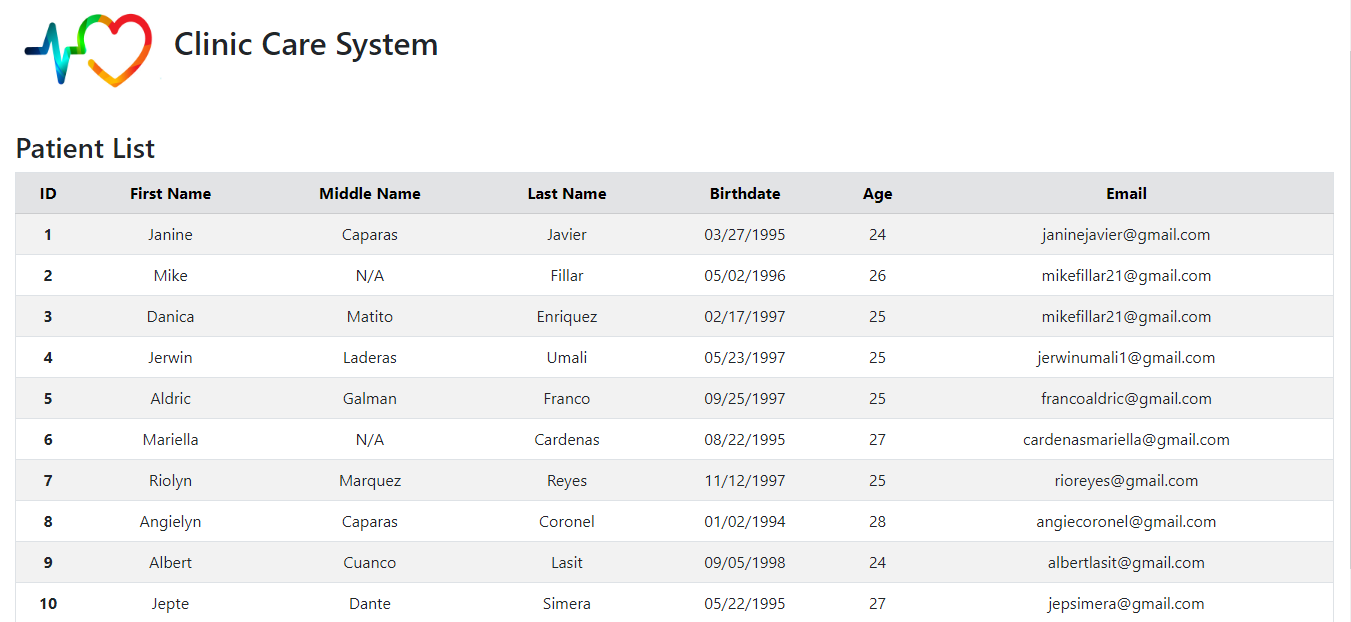 Clinic Care System
Patient List
ID First Name Middle Name Last Name Birthdate Age Email
1 Janine Caparas Javier 03/27/1995 24 janinejavier@gmail.com
2 Mike N/A Fillar 05/02/1996 26 mikefillar21@gmail.com
3 Danica Matito Enriquez 02/17/1997 25 mikefillar21@gmail.com
4 Jerwin Laderas Umali 05/23/1997 25 jerwinumali1@gmail.com
5 Aldric Galman Franco 09/25/1997 25 francoaldric@gmail.com
6 Mariella N/A Cardenas 08/22/1995 27 cardenasmariella@gmail.com
7 Riolyn Marquez Reyes 11/12/1997 25 rioreyes@gmail.com
8 Angielyn Caparas Coronel 01/02/1994 28 angiecoronel@gmail.com
9 Albert Cuanco Lasit 09/05/1998 24 albertlasit@gmail.com
10 Jepte Dante Simera 05/22/1995 27 jepsimera@gmail.com